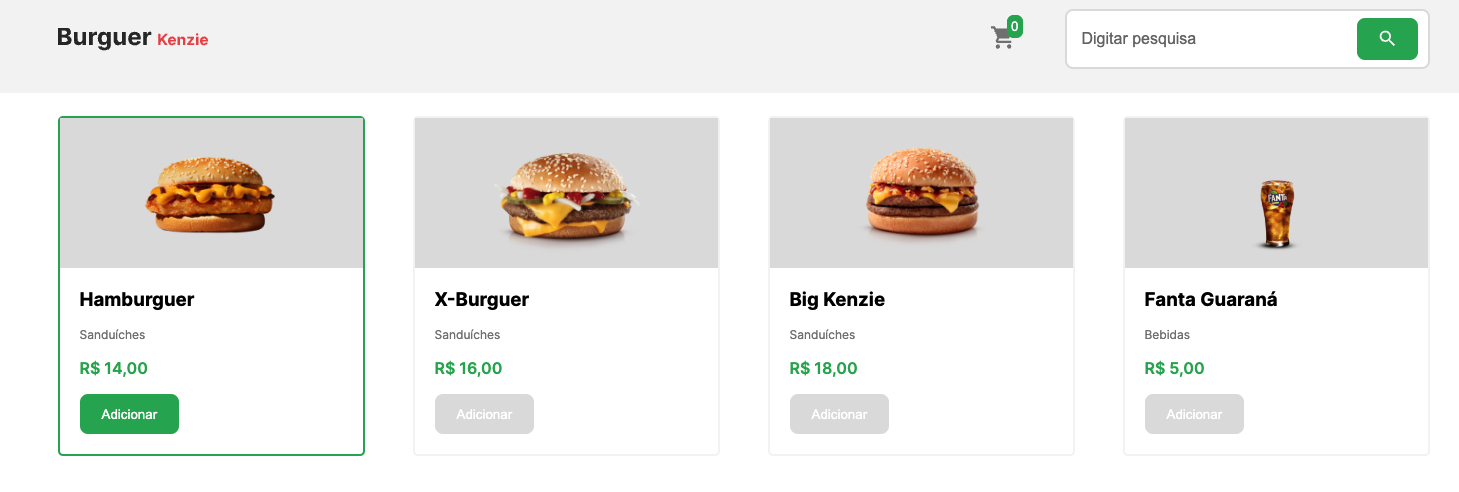 Burguer Kenzie
0
Digitar pesquisa
FANTA
Hamburguer
Sanduíches
R$ 14,00
Adicionar
X-Burguer
Sanduíches
R$ 16,00
Adicionar
Big Kenzie
Sanduíches
R$ 18,00
Adicionar
Fanta Guaraná
Bebidas
R$ 5,00
Adicionar